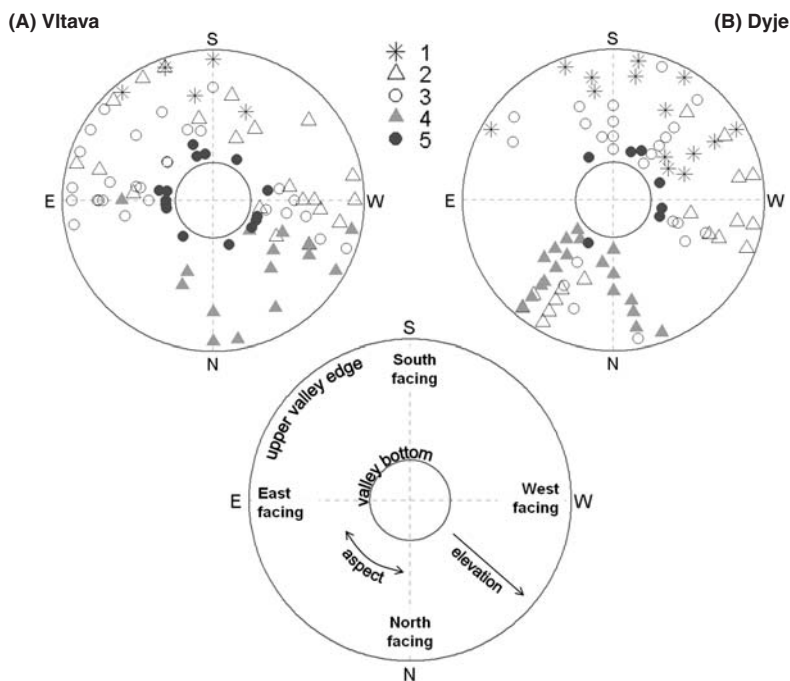 (A) Vltava
(B) Dyje
S
E
W
N
1
2
3
4
5
S
E
W
N
S
South
facing
upper valley edge
valley bottom
E
East
facing
West
facing
W
aspect
elevation
North
facing
N